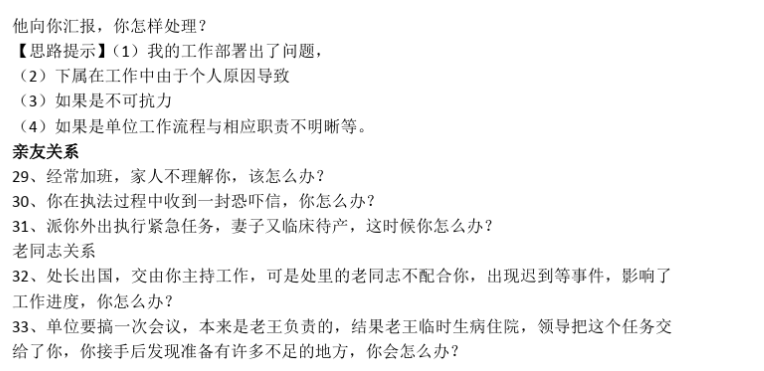 他向你汇报，你怎样处理？
【思路提示】（1）我的工作部署出了问题，
（2）下属在工作中由于个人原因导致
（3）如果是不可抗力
（4）如果是单位工作流程与相应职责不明晰等。
亲友关系
29、经常加班，家人不理解你，该怎么办？
30、你在执法过程中收到一封恐吓信，你怎么办？
31、派你外出执行紧急任务，妻子又临床待产，这时候你怎么办？
老同志关系
32、处长出国，交由你主持工作，可是处里的老同志不配合你，出现迟到等事件，影响了
工作进度，你怎么办？
33、单位要搞一次会议，本来是老王负责的，结果老王临时生病住院，领导把这个任务交
给了你，你接手后发现准备有许多不足的地方，你会怎么办？